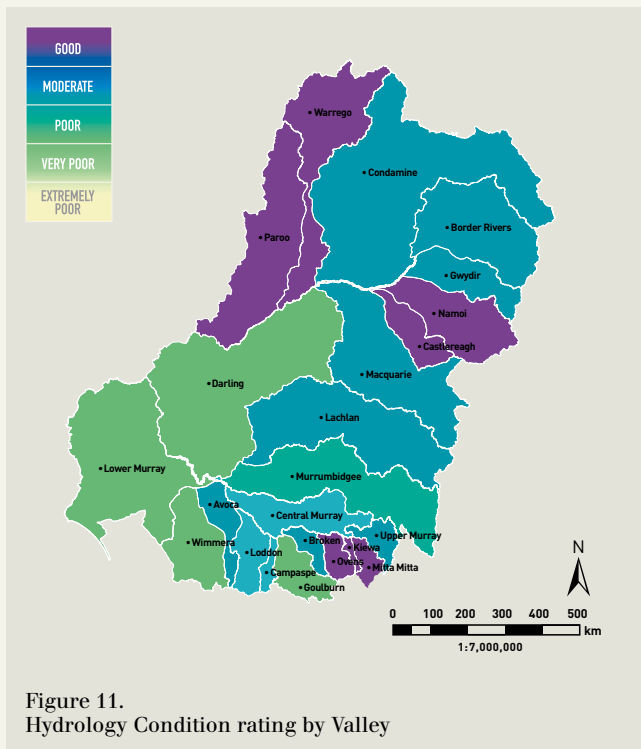 GOOD
MODERATE
POOR
VERY POOR
EXTREMELY
POOR
Warrego
Condamine
Border Rivers
Paroo
Gwydir
Namoi
Castlereagh
Macquarie
Darling
Lachlan
Lower Murray
Murrumbidgee
Avoca
Central Murray
Upper Murray
Wimmera
Broken
Kiewa
Loddon
Ovens
Mitta Mitta
Campaspe
Goulburn
N
0 100 200 300 400 500
km
1:7,000,000
Figure 11.
Hydrology Condition rating by Valley